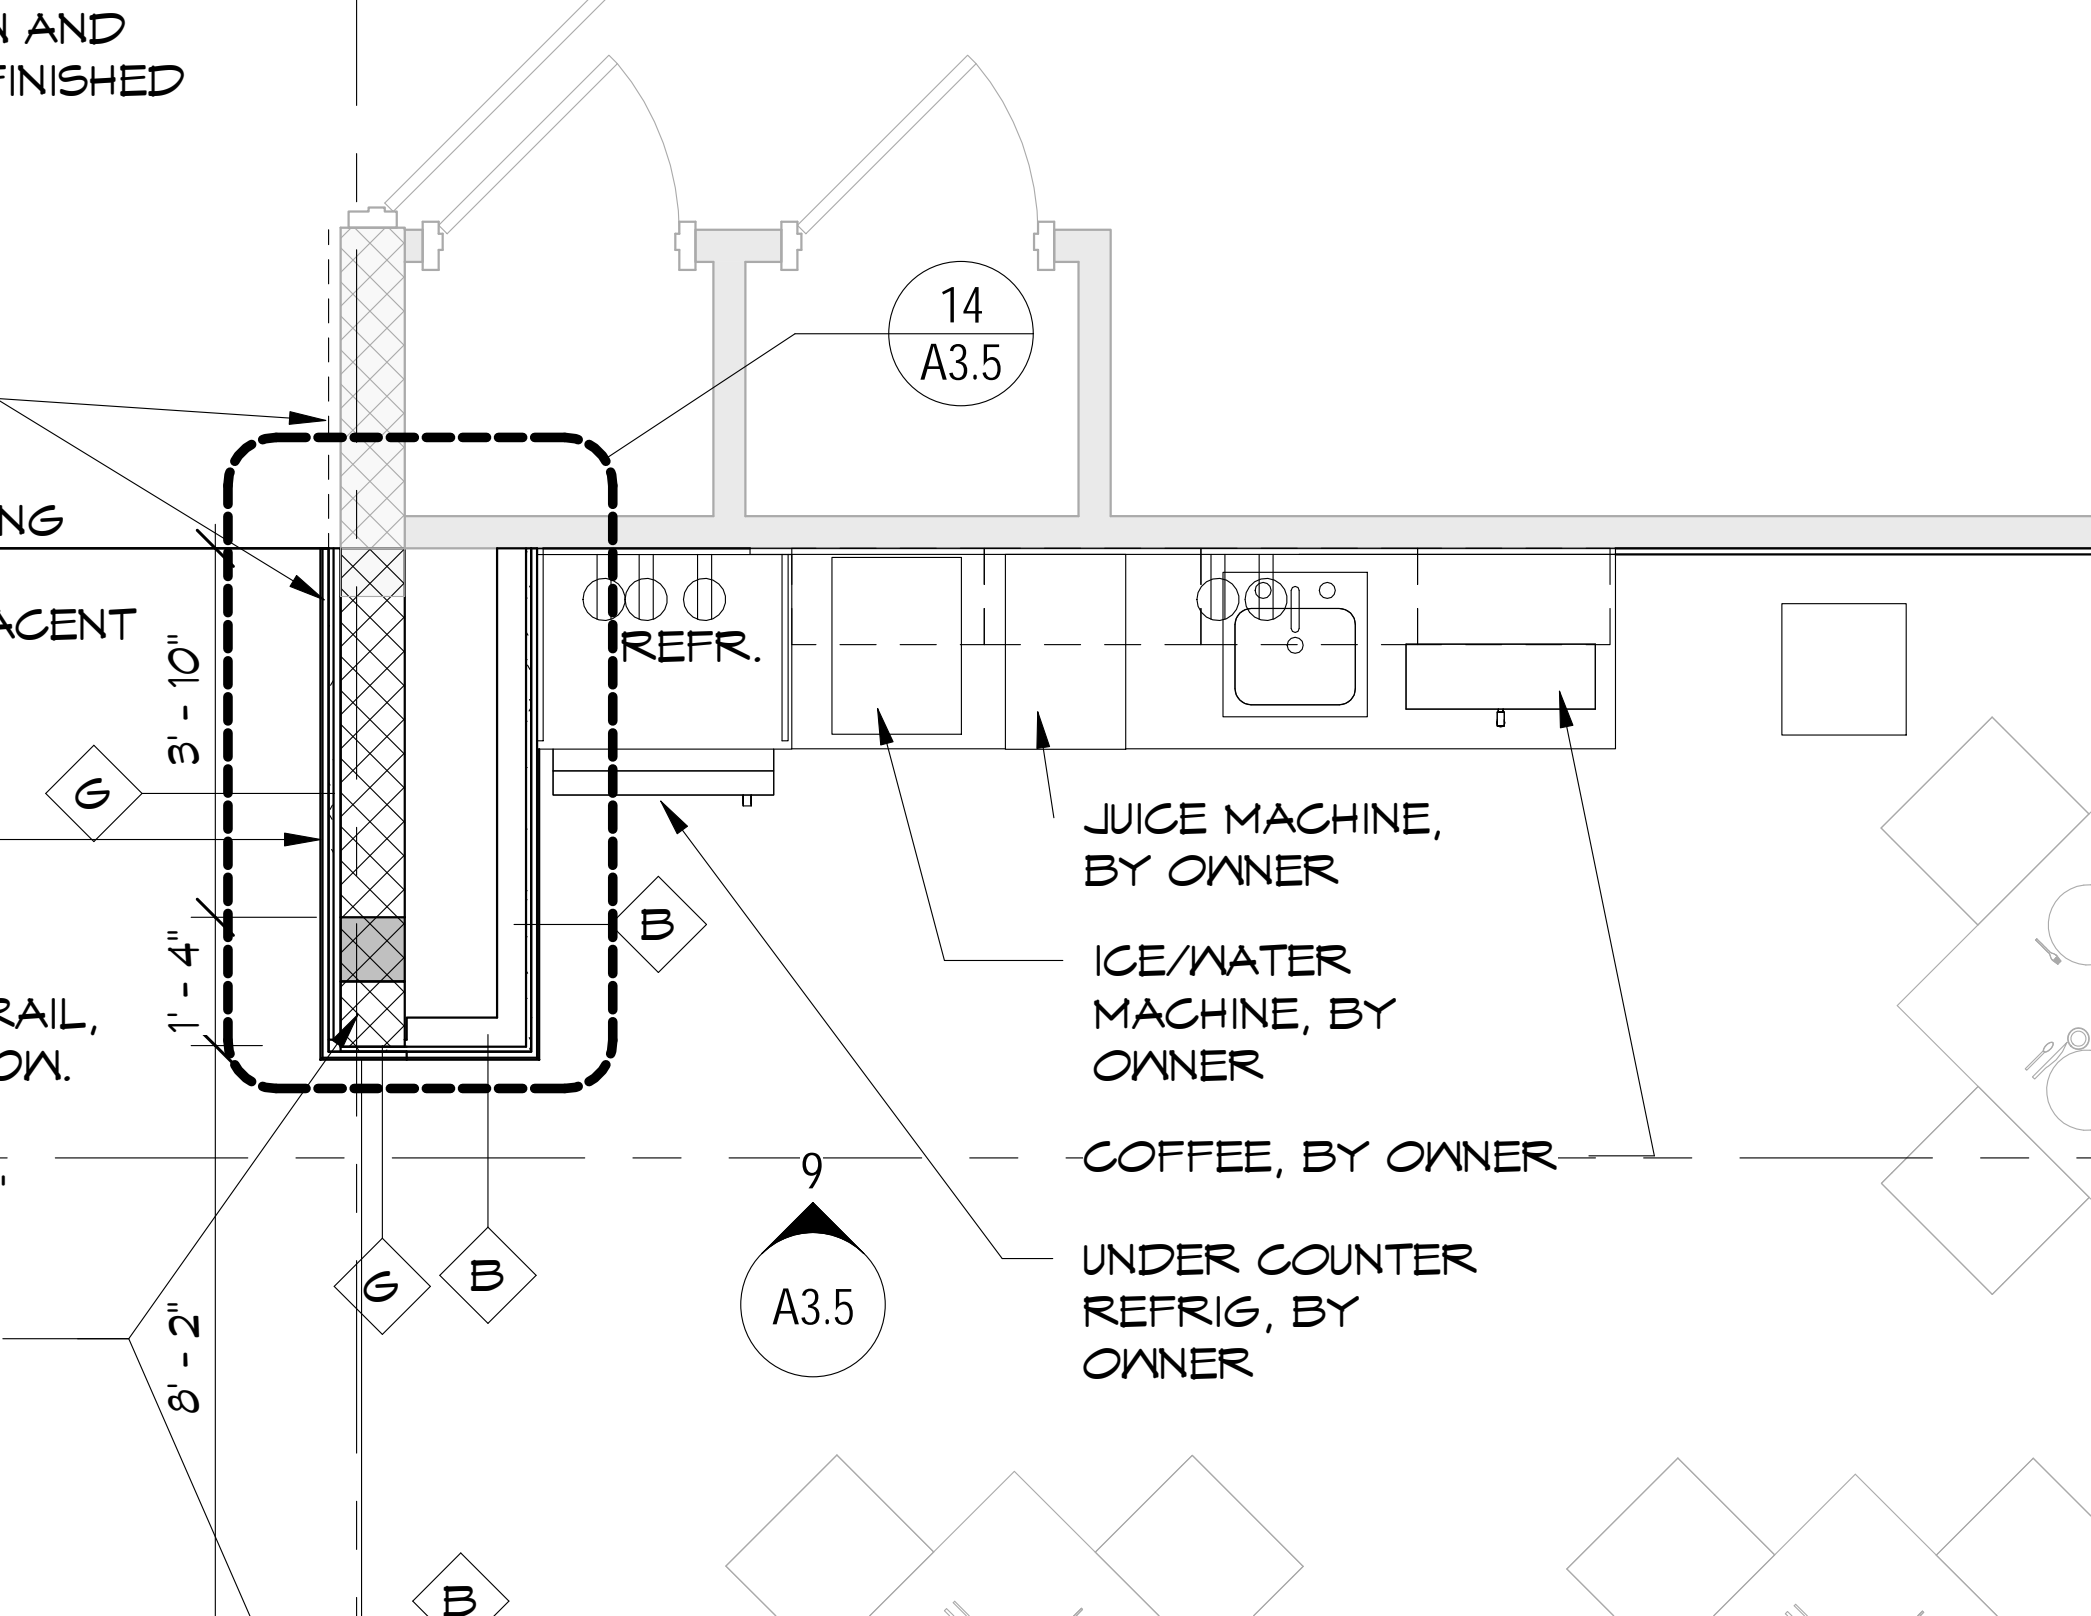 AND
FINISHED
14
A3.5
NG
ACENT
3' - 10"
REFR.
G
JUICE MACHINE,
BY OWNER
B
1' - 4"
ICE/WATER
MACHINE, BY
OWNER
RAIL,
OW.
COFFEE, BY OWNER
9
A3.5
G
B
UNDER COUNTER
REFRIG, BY
OWNER
8' - 2"
B